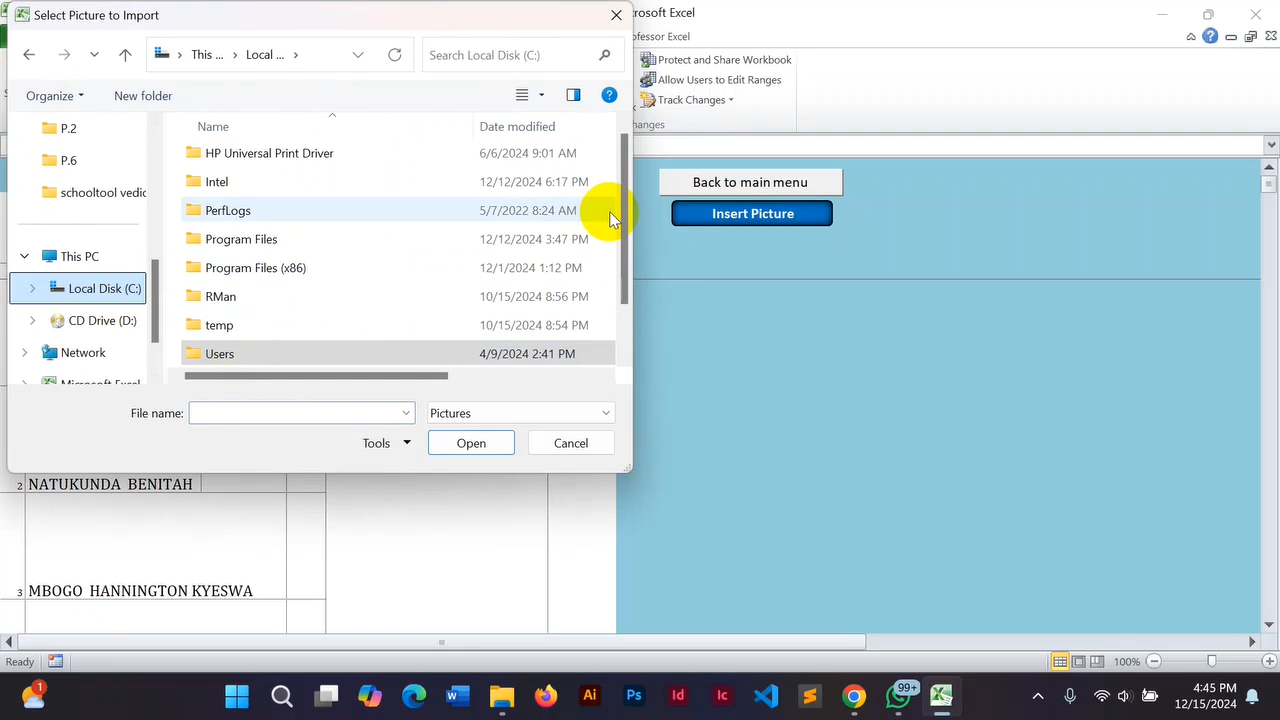 Select Picture to Import
rosoft Excel
This ... Local ...
Search Local Disk (C:)
ofessor Excel
Protect and Share Workbook
Allow Users to Edit Ranges
Track Changes
hanges
Organize
New folder
P.2
P.6
schooltool vedic
This PC
Local Disk (C:)
CD Drive (D:)
Network
Name
Date modified
HP Universal Print Driver 6/6/2024 9:01 AM
Intel 12/12/2024 6:17 PM
PerfLogs 5/7/2022 8:24 AM
Program Files 12/12/2024 3:47 PM
Program Files (x86) 12/1/2024 1:12 PM
RMan 10/15/2024 8:56 PM
temp 10/15/2024 8:54 PM
Users 4/9/2024 2:41 PM
Back to main menu
Insert Picture
File name:
Pictures
Tools
Open
Cancel
2 NATUKUNDA BENITAH
3 MBOGO HANNINGTON KYESWA
Ready
100%
1
99+
4:45 PM
12/15/2024